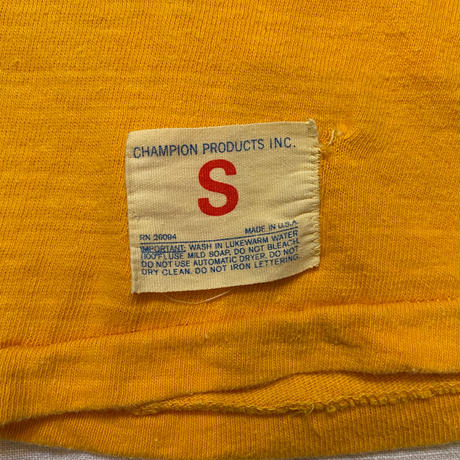 CHAMPION PRODUCTS INC.
S
RN 26094 MADE IN U.S.A.
IMPORTANT: WASH IN LUKEWARM WATER
(100°F) USE MILD SOAP, DO NOT BLEACH,
DO NOT USE AUTOMATIC DRYER, DO NOT
DRY CLEAN. DO NOT IRON LETTERING.